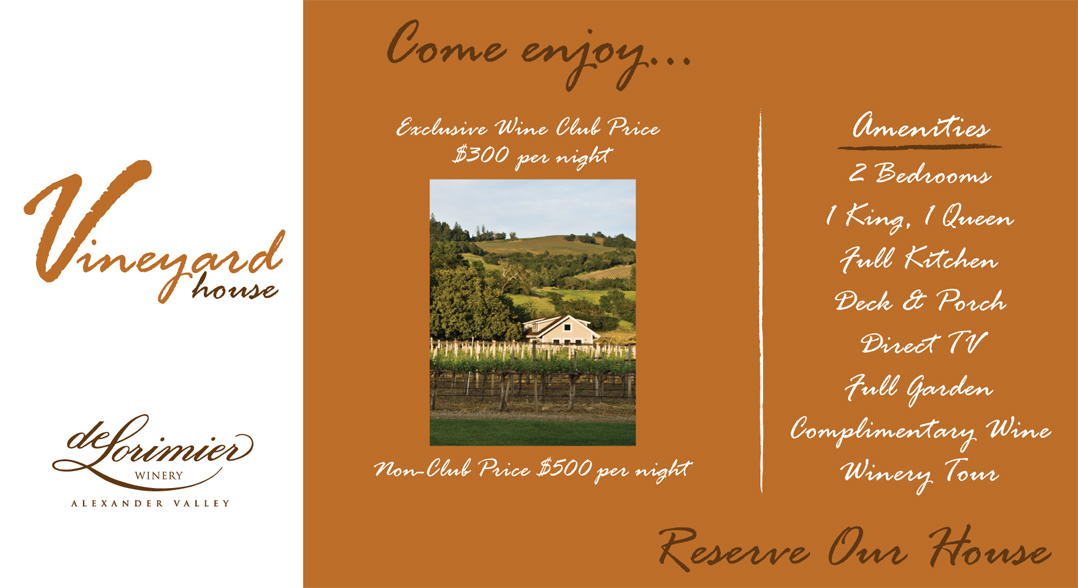 Vineyard
house
deLorimier
WINERY
ALEXANDER VALLEY
Come enjoy...
Exclusive Wine Club Price
$300 per night
Non-Club Price $500 per night
Amenities
2 Bedrooms
1 King, 1 Queen
Full Kitchen
Deck & Porch
Direct TV
Full Garden
Complimentary Wine
Winery Tour
Reserve Our House